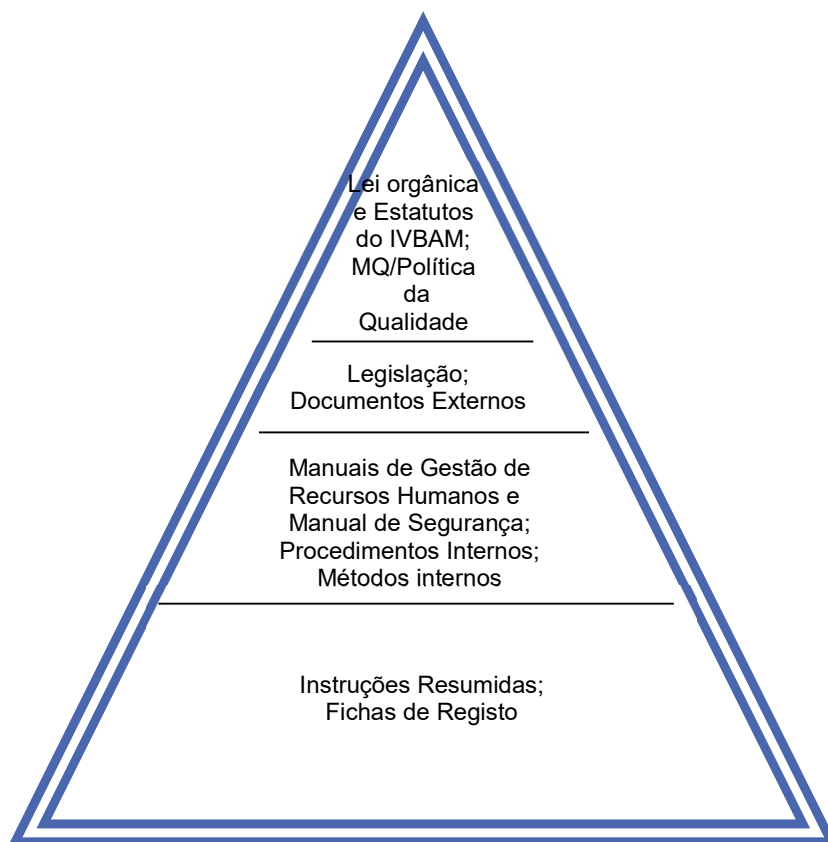 Lei orgânica
e Estatutos
do IVBAM;
MQ/Política
da
Qualidade
Legislação;
Documentos Externos
Manuais de Gestão de
Recursos Humanos e
Manual de Segurança;
Procedimentos Internos;
Métodos internos
Instruções Resumidas;
Fichas de Registo